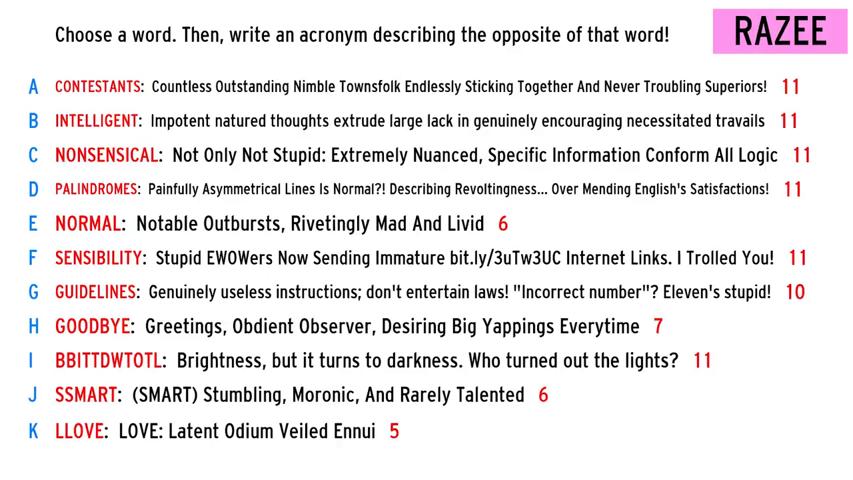 Choose a word. Then, write an acronym describing the opposite of that word!
RAZEE
A CONTESTANTS: Countless Outstanding Nimble Townsfolk Endlessly Sticking Together And Never Troubling Superiors! 11
B INTELLIGENT: Impotent natured thoughts extrude large lack in genuinely encouraging necessitated travails 11
C NONSENSICAL: Not Only Not Stupid: Extremely Nuanced, Specific Information Conform All Logic 11
D PALINDROMES: Painfully Asymmetrical Lines Is Normal?! Describing Revoltingness... Over Mending English's Satisfactions! 11
E NORMAL: Notable Outbursts, Rivetingly Mad And Livid 6
F SENSIBILITY: Stupid EWOWers Now Sending Immature bit.ly/3uTw3UC Internet Links. I Trolled You! 11
G GUIDELINES: Genuinely useless instructions; don't entertain laws! "Incorrect number"? Eleven's stupid! 10
H GOODBYE: Greetings, Obdient Observer, Desiring Big Yappings Everytime 7
I BBITTDWTOTL: Brightness, but it turns to darkness. Who turned out the lights? 11
J SSMART: (SMART) Stumbling, Moronic, And Rarely Talented 6
K LLOVE: LOVE: Latent Odium Veiled Ennui 5